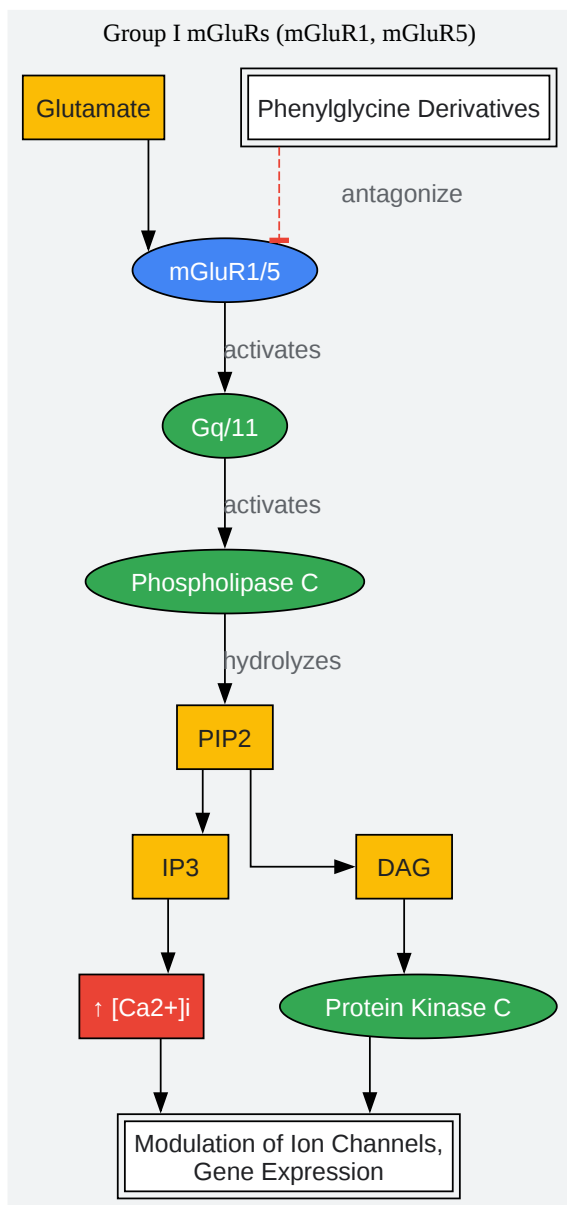 Group I mGluRs (mGluR1, mGluR5)
Glutamate
Phenylglycine Derivatives
antagonize
mGluR1/5
activates
Gq/11
activates
Phospholipase C
hydrolyzes
PIP2
IP3
DAG
↑ [Ca2+]i
Protein Kinase C
Modulation of Ion Channels,
Gene Expression